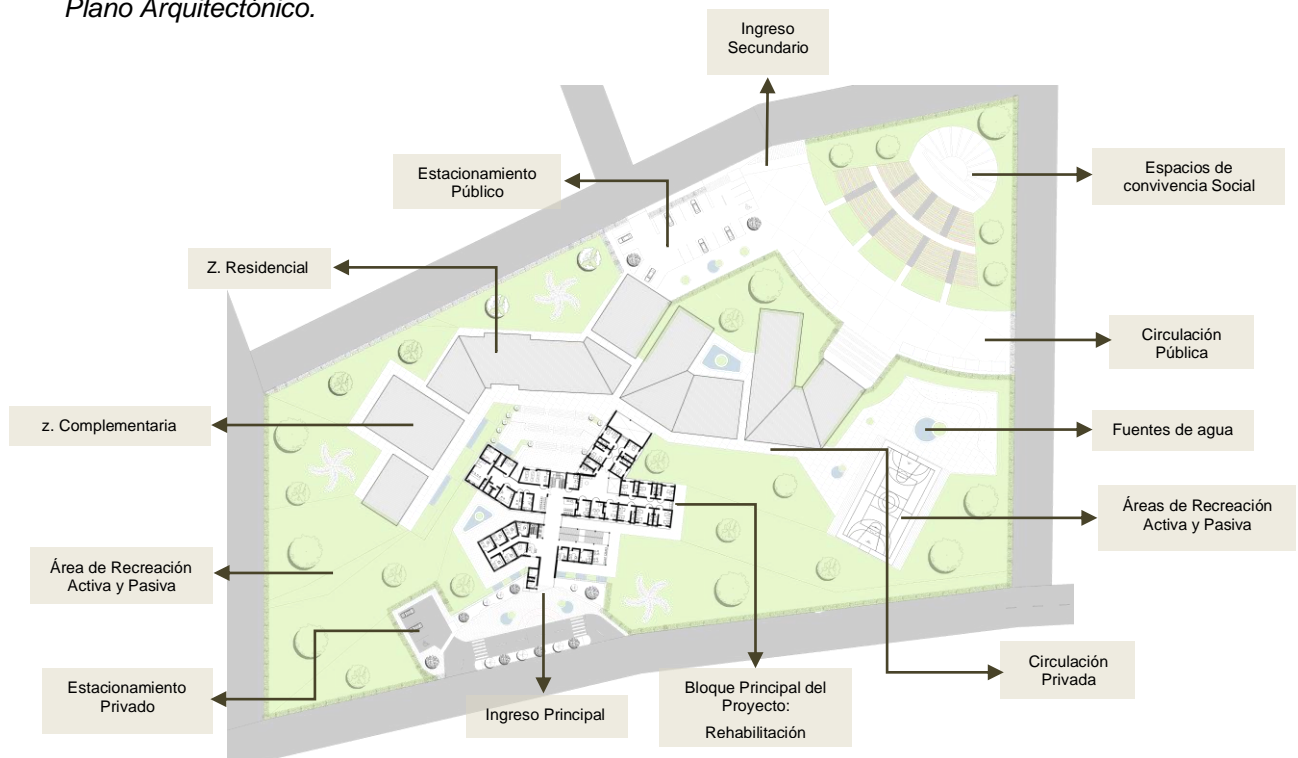 Plano Arquitectónico.
Ingreso
Secundario
Estacionamiento
Público
Espacios de
convivencia Social
Z. Residencial
Circulación
Pública
z. Complementaria
Fuentes de agua
Áreas de Recreación
Activa y Pasiva
Área de Recreación
Activa y Pasiva
Circulación
Privada
Estacionamiento
Privado
Ingreso Principal
Bloque Principal del
Proyecto:
Rehabilitación